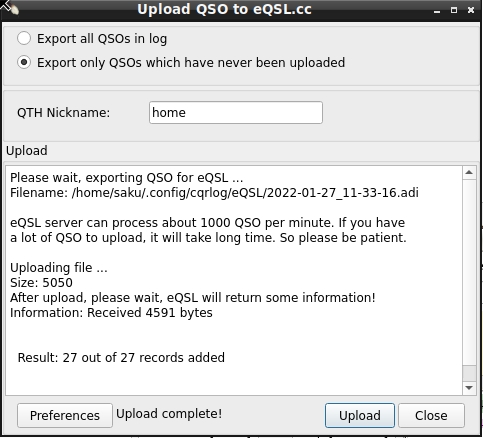 Upload QSO to eQSL.cc
Export all QSOs in log
Export only QSOs which have never been uploaded
QTH Nickname: home
Upload
Please wait, exporting QSO for eQSL ...
Filename: /home/saku/.config/cqrlog/eQSL/2022-01-27_11-33-16.adi
eQSL server can process about 1000 QSO per minute. If you have
a lot of QSO to upload, it will take long time. So please be patient.
Uploading file ...
Size: 5050
After upload, please wait, eQSL will return some information!
Information: Received 4591 bytes
Result: 27 out of 27 records added
Preferences Upload complete! Upload Close